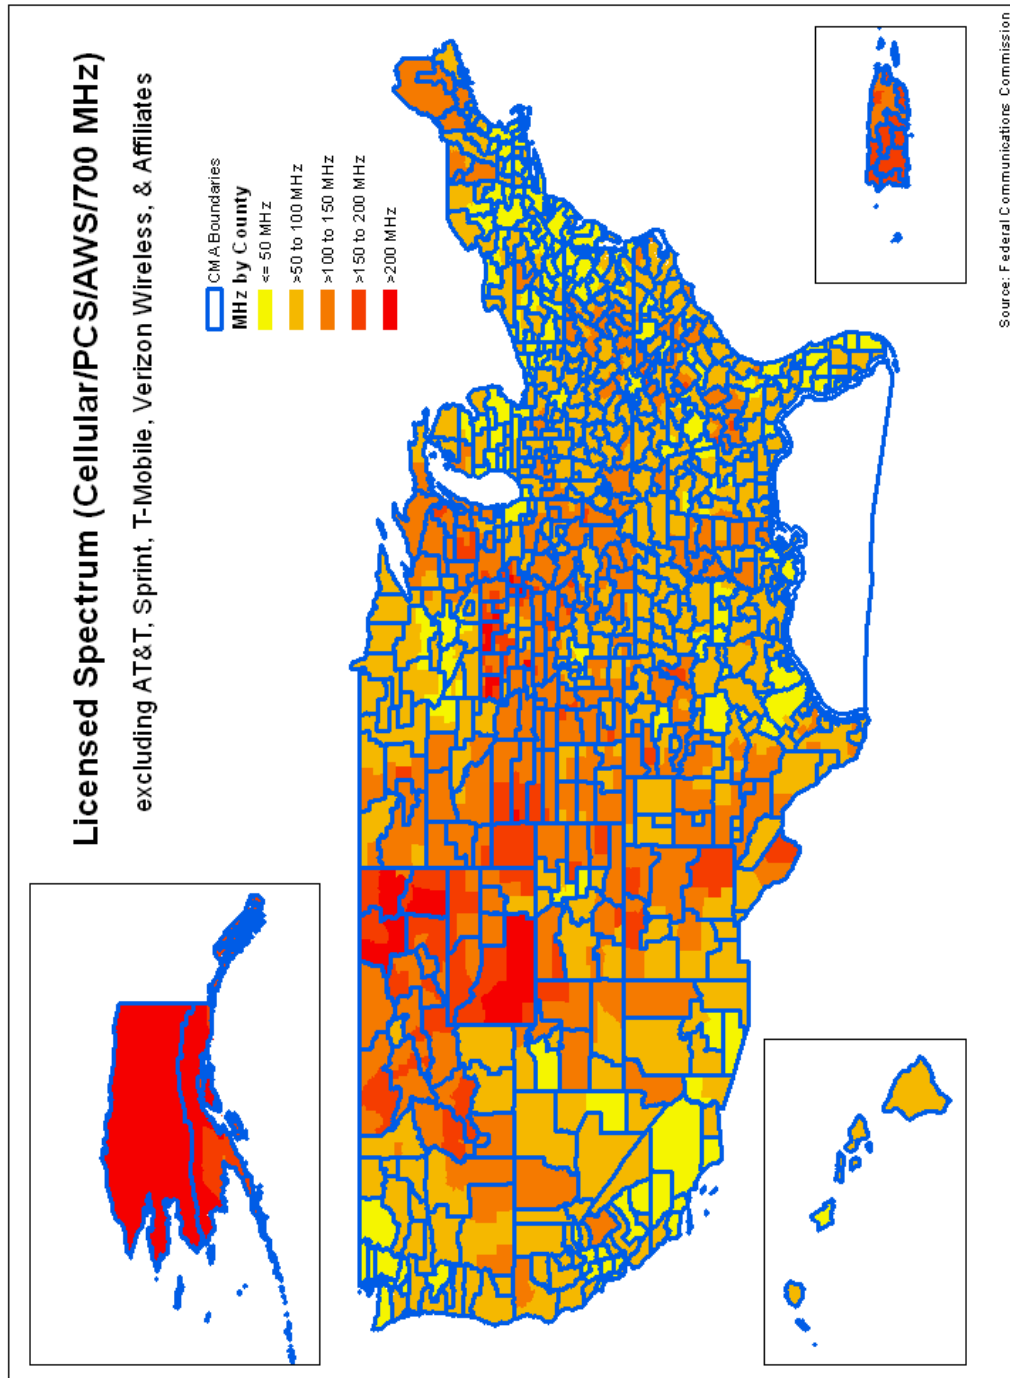 Licensed Spectrum (Cellular/PCS/AWS/700 MHz)
excluding AT&T, Sprint, T-Mobile, Verizon Wireless, & Affiliates
CMA Boundaries
MHz by County
<= 50 MHz
>50 to 100 MHz
>100 to 150 MHz
>150 to 200 MHz
>200 MHz
Source: Federal Communications Commission